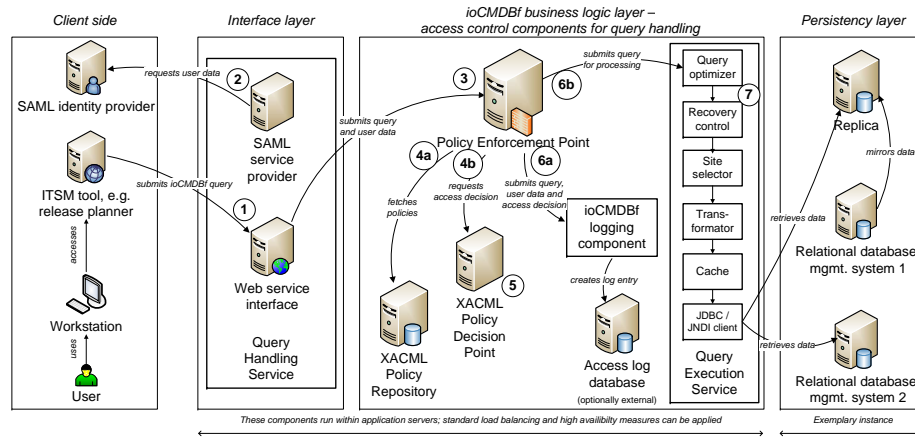 Client side
Interface layer
ioCMDBf business logic layer –
access control components for query handling
Persistency layer
requests user data
2
SAML identity provider
SAML
service
provider
ITSM tool, e.g.
release planner
submits ioCMDBf query
1
Web service
interface
accesses
Workstation
uses
User
Query
Handling
Service
submits query
and user data
3
Policy Enforcement Point
submits query
for processing
6b
4a
4b
6a
fetches
policies
requests
access decision
submits query,
user data and
access decision
XACML
Policy
Repository
5
XACML
Policy
Decision
Point
ioCMDBf
logging
component
creates log entry
Access log
database
(optionally external)
Query
optimizer
7
Recovery
control
Site
selector
Trans-
formator
Cache
JDBC /
JNDI client
Query
Execution
Service
Replica
mirrors data
retrieves data
Relational database
mgmt. system 1
retrieves data
Relational database
mgmt. system 2
These components run within application servers; standard load balancing and high availibilty measures can be applied
Exemplary instance